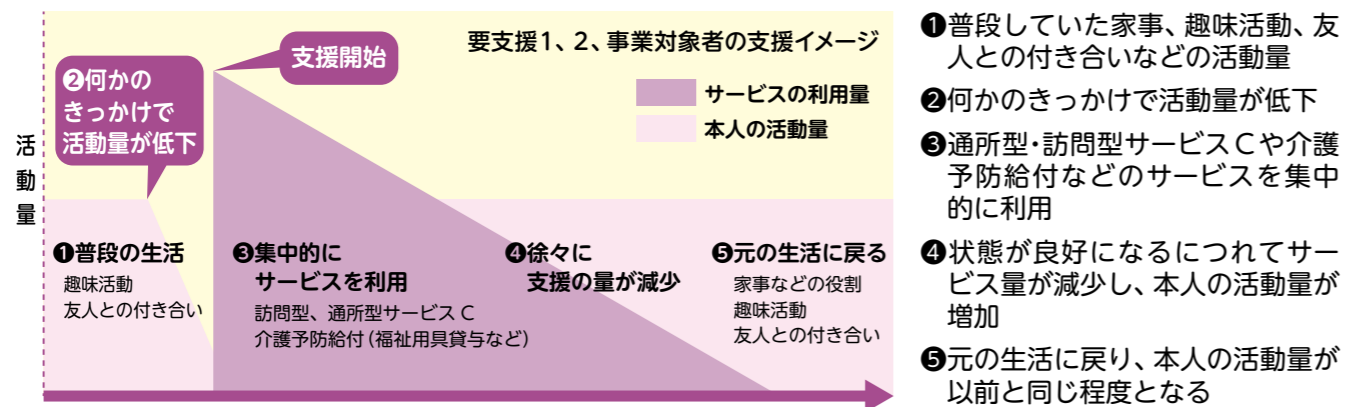 要支援1、2、事業対象者の支援イメージ
サービスの利用量
本人の活動量
活動量
❷何かの
きっかけで
活動量が低下
支援開始
❶普段の生活
趣味活動
友人との付き合い
❸集中的に
サービスを利用
訪問型、通所型サービスC
介護予防給付(福祉用具貸与など)
❹徐々に
支援の量が減少
❺元の生活に戻る
家事などの役割
趣味活動
友人との付き合い
❶普段していた家事、趣味活動、友
人との付き合いなどの活動量
❷何かのきっかけで活動量が低下
❸通所型・訪問型サービスCや介護
予防給付などのサービスを集中
的に利用
❹状態が良好になるにつれてサー
ビス量が減少し、本人の活動量が
増加
❺元の生活に戻り、本人の活動量が
以前と同じ程度となる